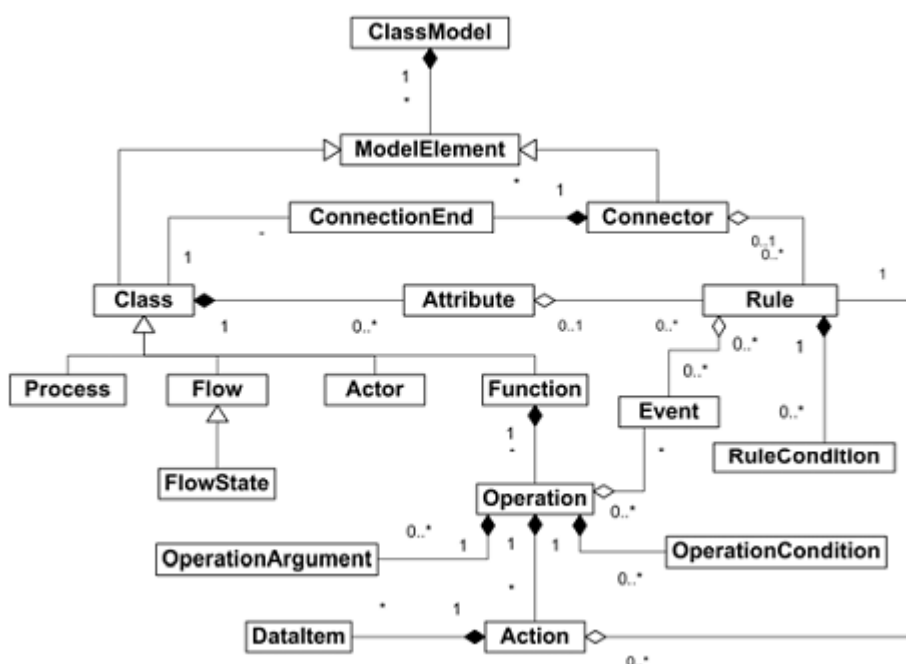 ClassModel
1
*
ModelElement
* 1
ConnectionEnd Connector
- 0..1
0..*
1 1
Class Attribute Rule
1 0..* 0..1 0..* 0..* 1
Process Flow Actor Function 0..*
Event
1 0..*
- - RuleCondition
FlowState
Operation
0..*
0..* 1 1 1
OperationArgument OperationCondition
0..*
* 1 *
DataItem Action
0..*